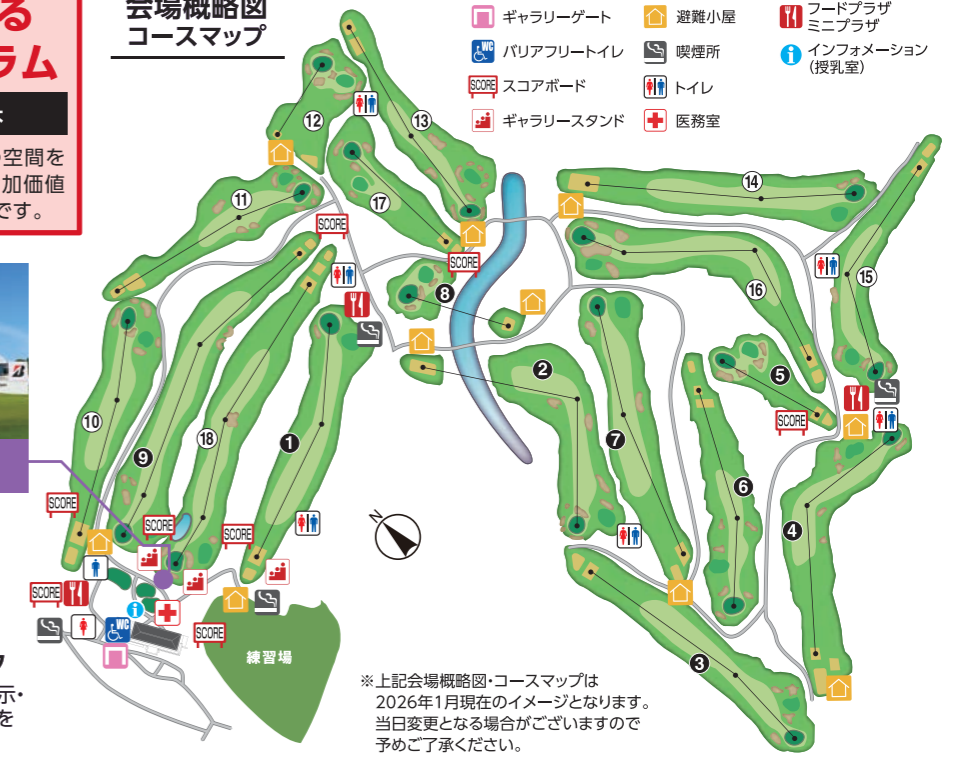 る
ラム
空間を
加価値
です。
会場概略図
コースマップ
ギャラリーゲート
避難小屋
フードプラザ
ミニプラザ
WC
バリアフリートイレ
喫煙所
i
インフォメーション
(授乳室)
SCORE
スコアボード
トイレ
ギャラリースタンド
医務室
12
13
11
17
14
SCORE
SCORE
15
16
8
2
5
SCORE
10
9
18
1
7
6
4
SCORE
SCORE
SCORE
N
SCORE
i
WC
SCORE
練習場
3
示・
を
※上記会場概略図・コースマップは
2026年1月現在のイメージとなります。
当日変更となる場合がございますので
予めご了承ください。